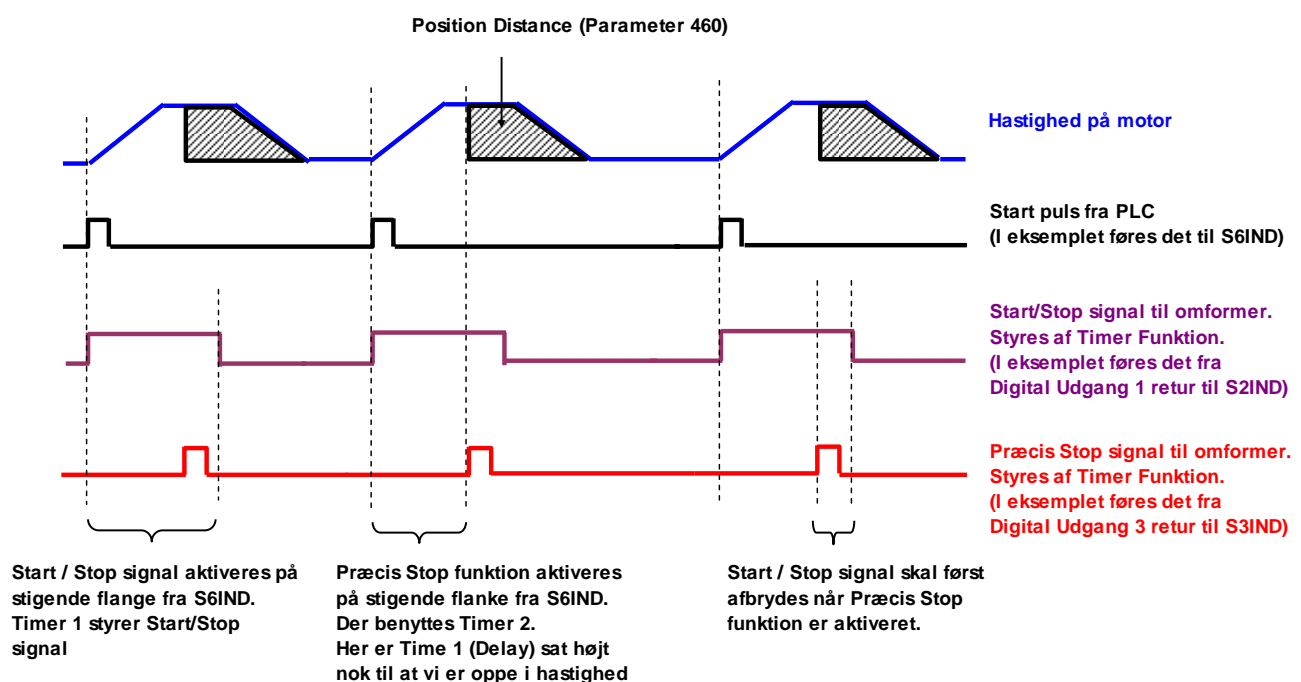 Position Distance (Parameter 460)
Hastighed på motor
Start puls fra PLC
(I eksemplet føres det til S6IND)
Start/Stop signal til omformer.
Styres af Timer Funktion.
(I eksemplet føres det fra
Digital Udgang 1 retur til S2IND)
Præcis Stop signal til omformer.
Styres af Timer Funktion.
(I eksemplet føres det fra
Digital Udgang 3 retur til S3IND)
Start / Stop signal aktiveres på
stigende flange fra S6IND.
Timer 1 styrer Start/Stop
signal
Præcis Stop funktion aktiveres
på stigende flanke fra S6IND.
Der benyttes Timer 2.
Her er Time 1 (Delay) sat højt
nok til at vi er oppe i hastighed
Start / Stop signal skal først
afbrydes når Præcis Stop
funktion er aktiveret.